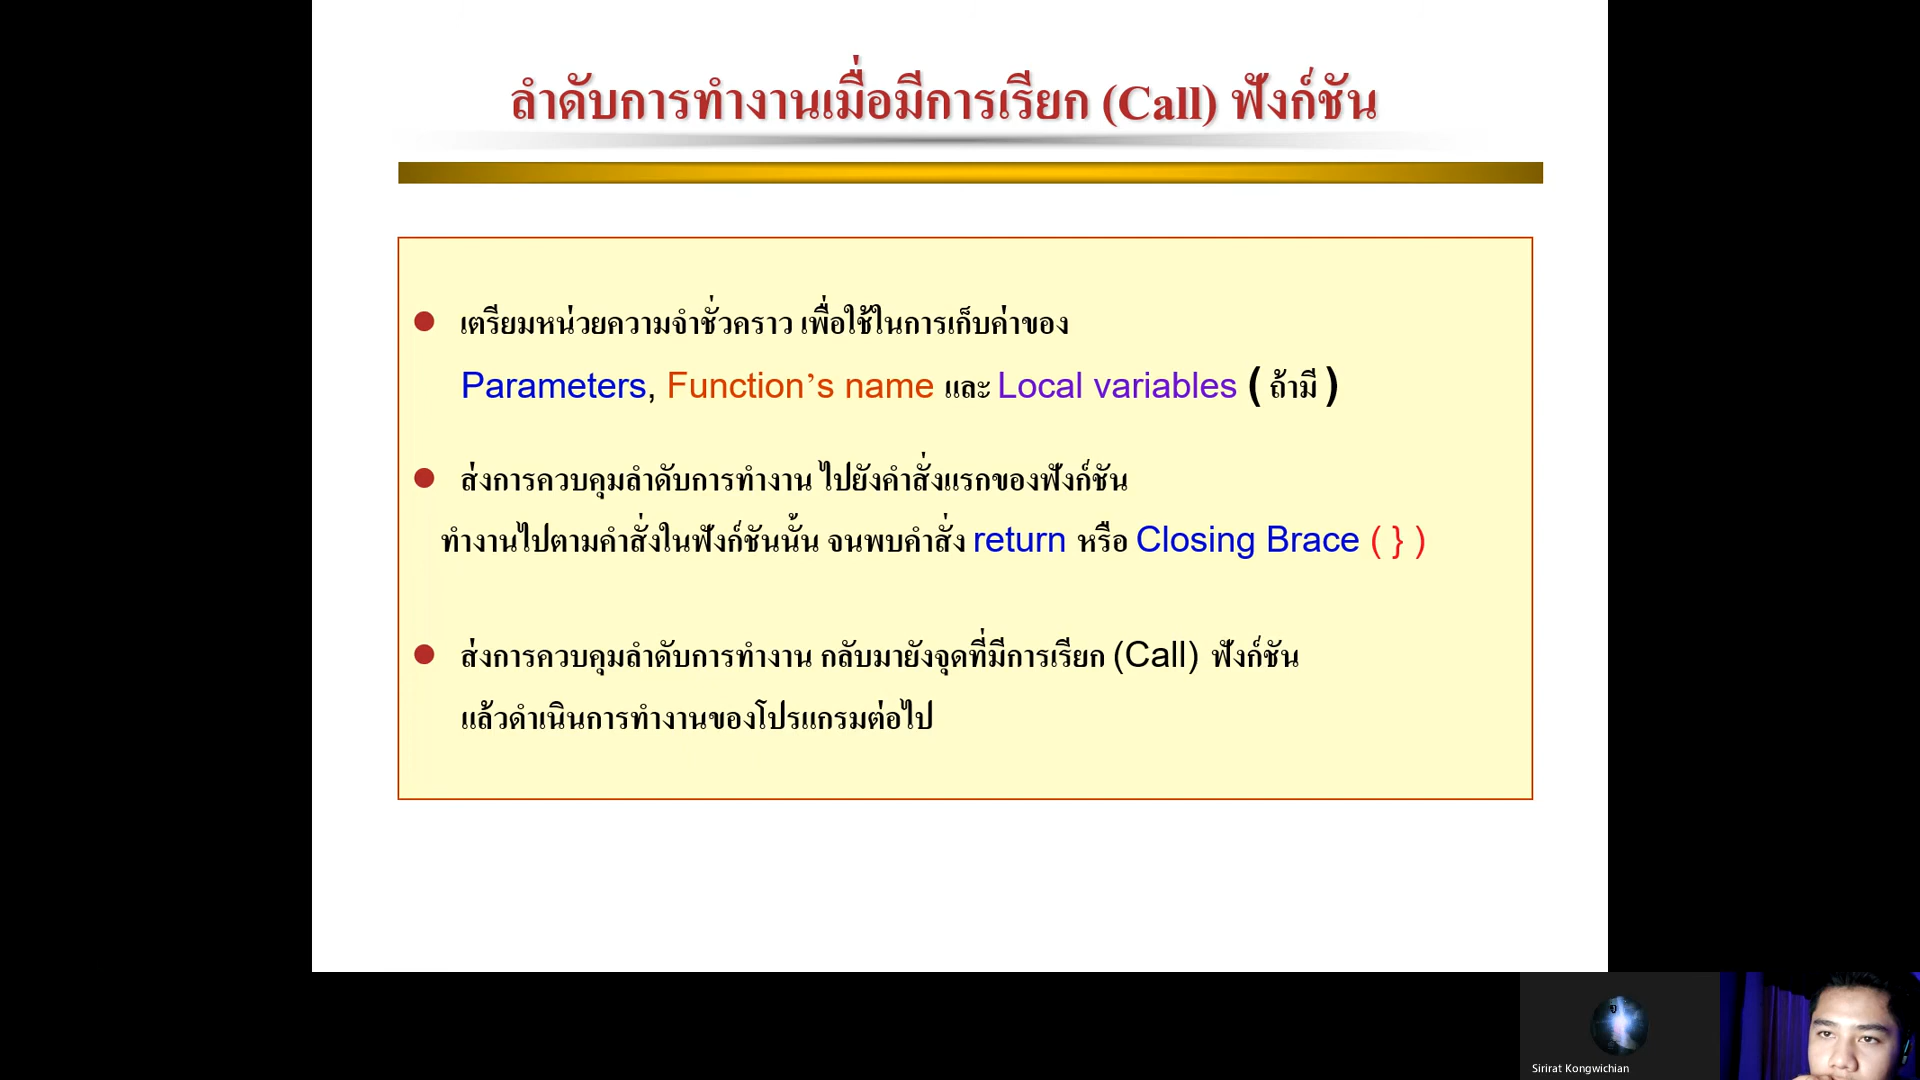 ลำดับการทำงานเมื่อมีการเรียก (Call) ฟังก์ชัน
เตรียมหน่วยความจำชั่วคราว เพื่อใช้ในการเก็บค่าของ
Parameters, Function’s name และ Local variables ( ถ้ามี )
ส่งการควบคุมลำดับการทำงาน ไปยังคำสั่งแรกของฟังก์ชัน
ทำงานไปตามคำสั่งในฟังก์ชันนั้น จนพบคำสั่ง return หรือ Closing Brace ( } )
ส่งการควบคุมลำดับการทำงาน กลับมายังจุดที่มีการเรียก (Call) ฟังก์ชัน
แล้วดำเนินการทำงานของโปรแกรมต่อไป
Sirirat Kongwichian